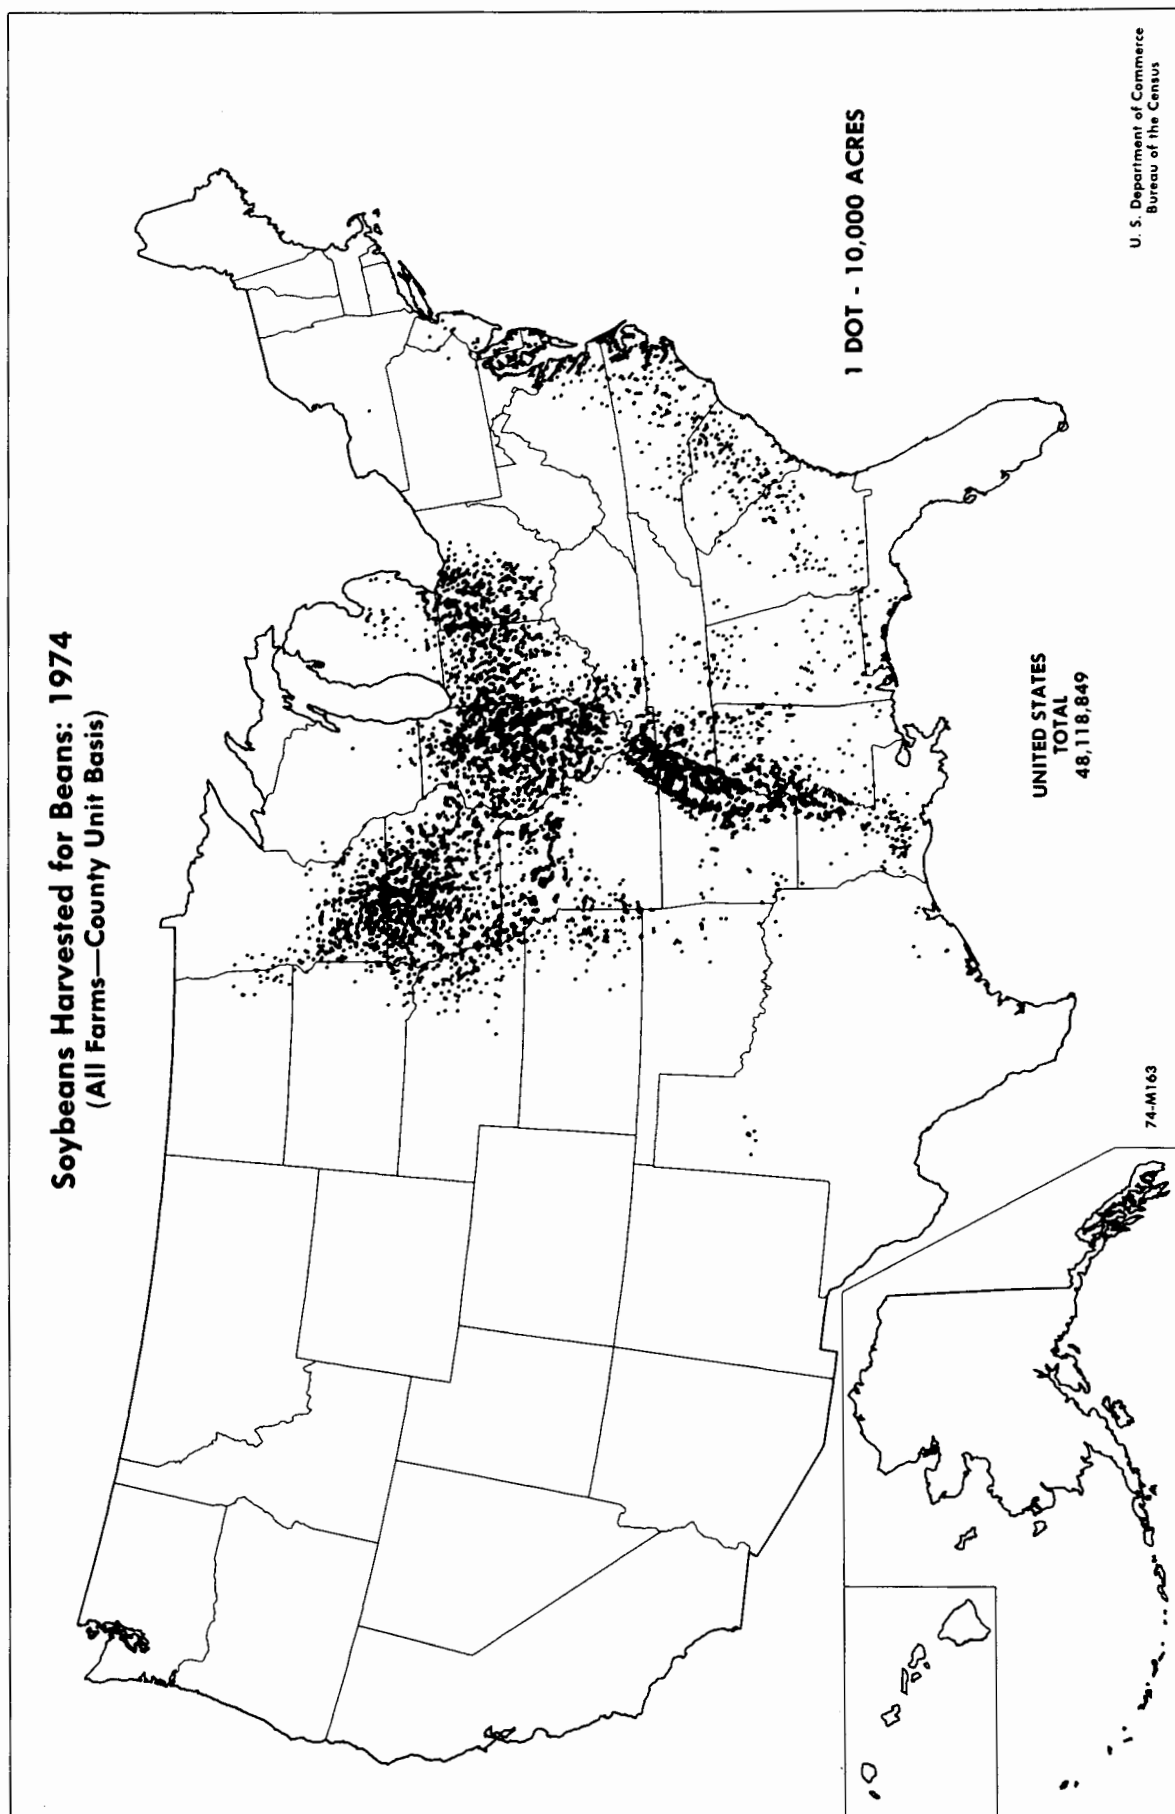 Soybeans Harvested for Beans: 1974
(All Farms—County Unit Basis)
1 DOT - 10,000 ACRES
UNITED STATES
TOTAL
48,118,849
74-M163
U. S. Department of Commerce
Bureau of the Census